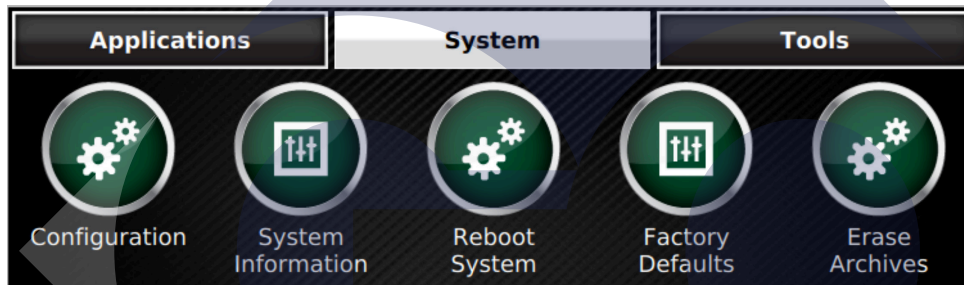 Applications
System
Tools
Configuration
System
Information
Reboot
System
Factory
Defaults
Erase
Archives